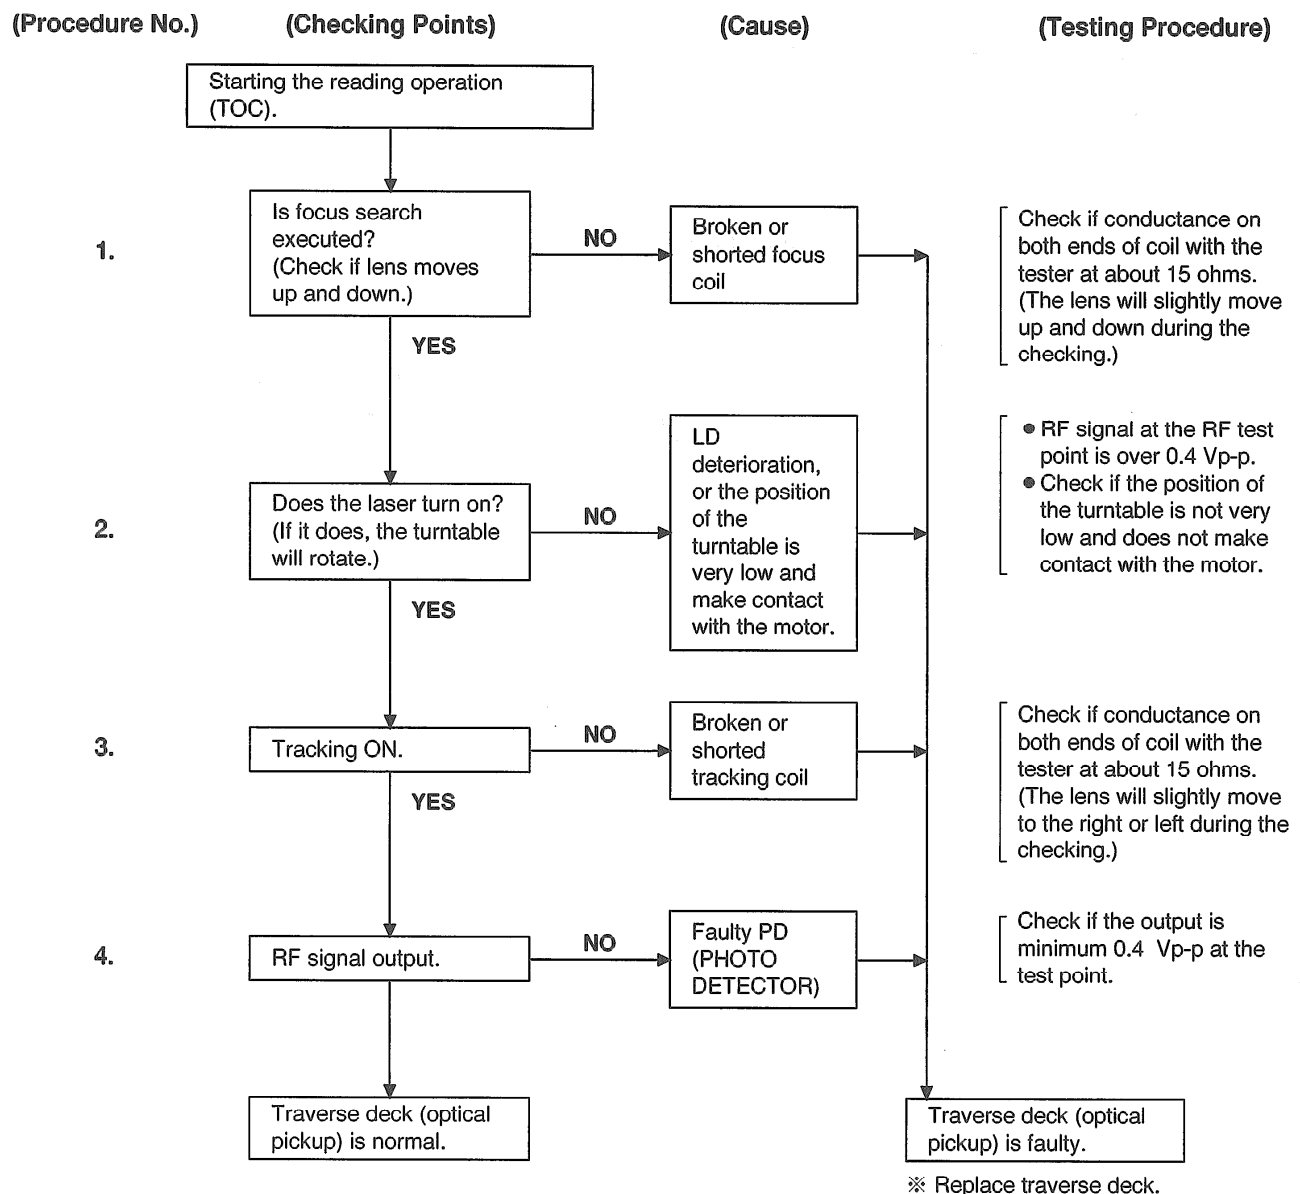 (Procedure No.)
(Checking Points)
(Cause)
(Testing Procedure)
Starting the reading operation
(TOC).
1.
Is focus search
executed?
(Check if lens moves
up and down.)
NO
Broken or
shorted focus
coil
Check if conductance on
both ends of coil with the
tester at about 15 ohms.
(The lens will slightly move
up and down during the
checking.)
YES
2.
Does the laser turn on?
(If it does, the turntable
will rotate.)
NO
LD
deterioration,
or the position
of the
turntable is
very low and
make contact
with the motor.
● RF signal at the RF test
point is over 0.4 Vp-p.
● Check if the position of
the turntable is not very
low and does not make
contact with the motor.
YES
3.
Tracking ON.
NO
Broken or
shorted
tracking coil
Check if conductance on
both ends of coil with the
tester at about 15 ohms.
(The lens will slightly move
to the right or left during the
checking.)
YES
4.
RF signal output.
NO
Faulty PD
(PHOTO
DETECTOR)
Check if the output is
minimum 0.4 Vp-p at the
test point.
Traverse deck (optical
pickup) is normal.
Traverse deck (optical
pickup) is faulty.
※ Replace traverse deck.